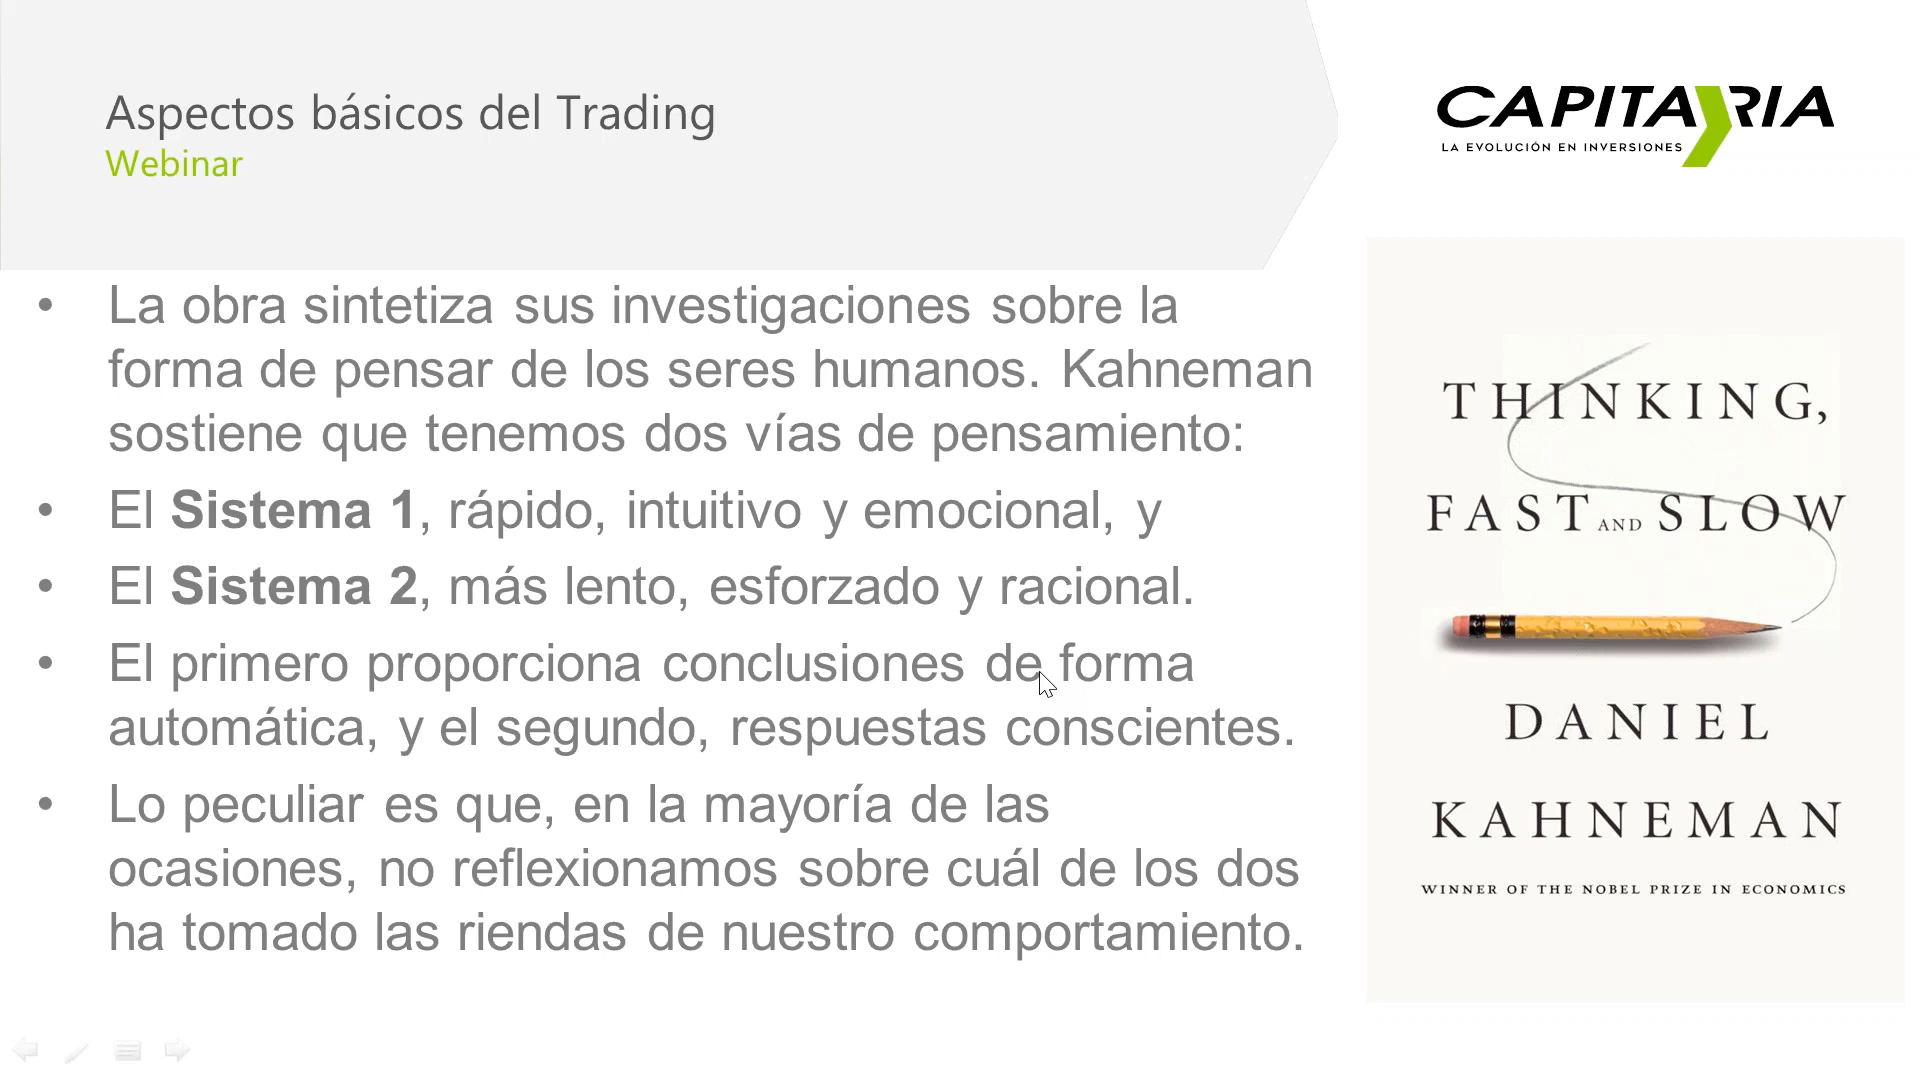 Aspectos básicos del Trading
Webinar
CAPITARIA
LA EVOLUCIÓN EN INVERSIONES
• La obra sintetiza sus investigaciones sobre la
forma de pensar de los seres humanos. Kahneman
sostiene que tenemos dos vías de pensamiento:
• El Sistema 1, rápido, intuitivo y emocional, y
• El Sistema 2, más lento, esforzado y racional.
• El primero proporciona conclusiones de forma
automática, y el segundo, respuestas conscientes.
• Lo peculiar es que, en la mayoría de las
ocasiones, no reflexionamos sobre cuál de los dos
ha tomado las riendas de nuestro comportamiento.
THINKING,
FAST AND SLOW
DANIEL
KAHNEMAN
WINNER OF THE NOBEL PRIZE IN ECONOMICS